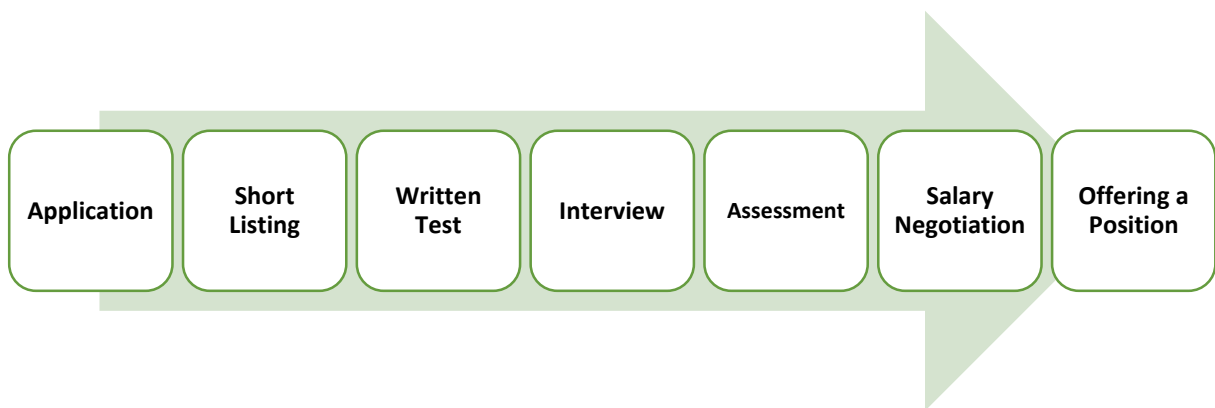 Application
Short
Listing
Written
Test
Interview
Assessment
Salary
Negotiation
Offering a
Position